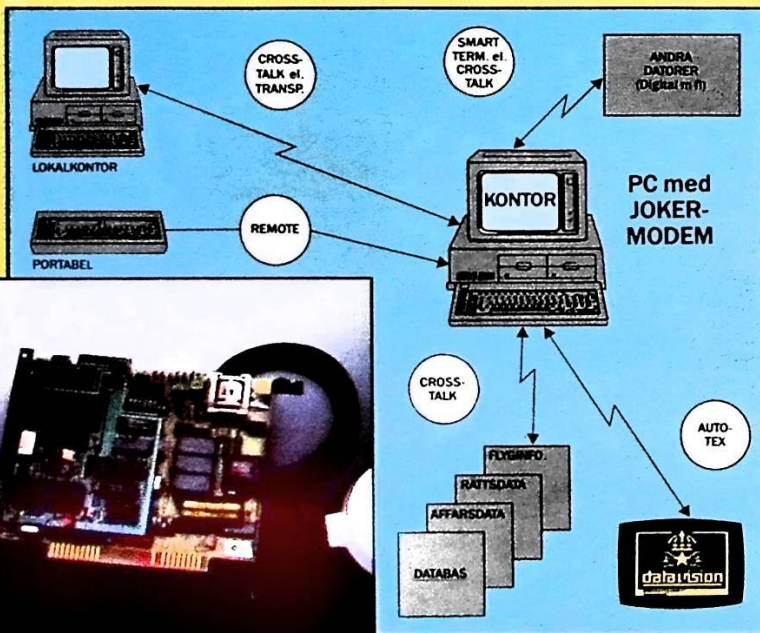 CROSS-
TALK el.
TRANSP.
SMART
TERM. el.
CROSS-
TALK
ANDRA
DATORER
(Digital m fl)
LOKALKONTOR
KONTOR
PC med
JOKER-
MODEM
REMOTE
PORTABEL
CROSS-
TALK
AUTO-
TEX
FLYGINFO.
RÄTTSDATA
AFFÄRSDATA
DATABAS
datavision